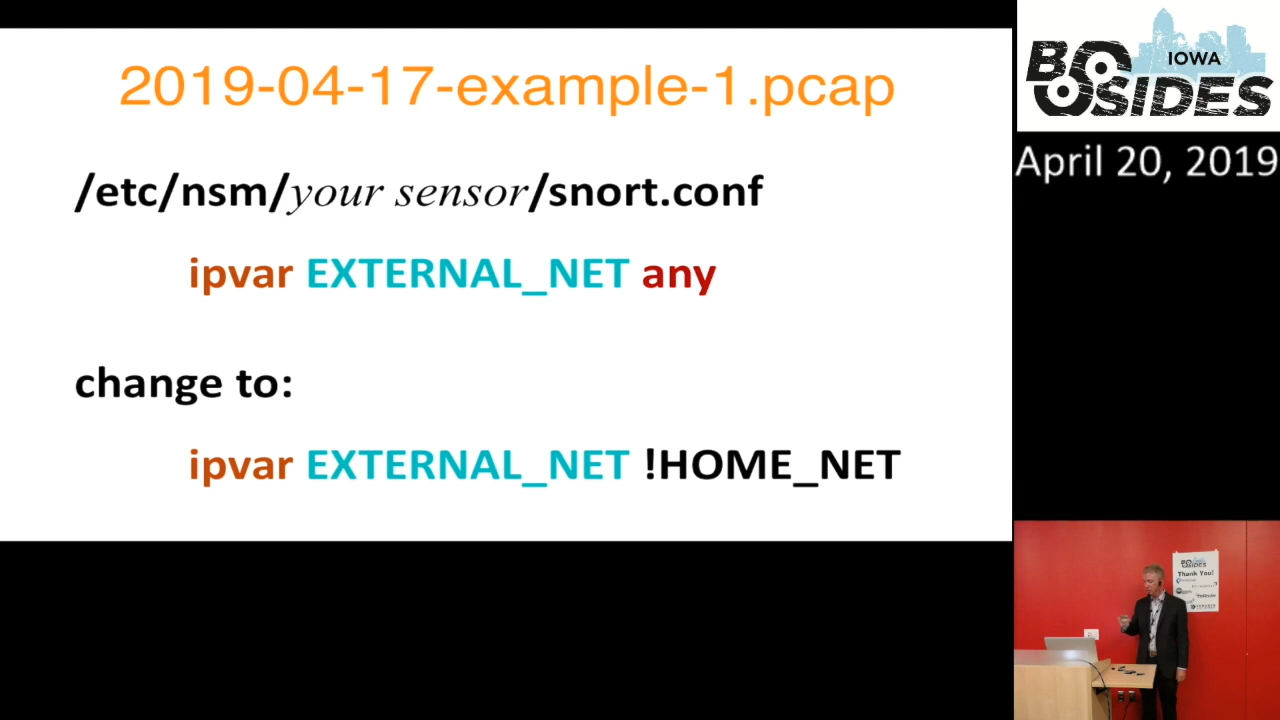 2019-04-17-example-1.pcap
/etc/nsm/your sensor/snort.conf
ipvar EXTERNAL_NET any
change to:
ipvar EXTERNAL_NET !HOME_NET
IOWA
BSIDES
April 20, 2019
BSIDES
Thank You!